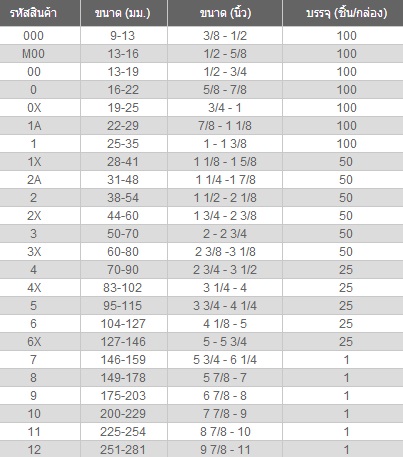 รหัสสินค้า ขนาด (มม.) ขนาด (นิ้ว) บรรจุ (ชิ้น/กล่อง)
000 9-13 3/8 - 1/2 100
M00 13-16 1/2 - 5/8 100
00 13-19 1/2 - 3/4 100
0 16-22 5/8 - 7/8 100
0X 19-25 3/4 - 1 100
1A 22-29 7/8 - 1 1/8 100
1 25-35 1 - 1 3/8 100
1X 28-41 1 1/8 - 1 5/8 50
2A 31-48 1 1/4 -1 7/8 50
2 38-54 1 1/2 - 2 1/8 50
2X 44-60 1 3/4 - 2 3/8 50
3 50-70 2 - 2 3/4 50
3X 60-80 2 3/8 -3 1/8 50
4 70-90 2 3/4 - 3 1/2 25
4X 83-102 3 1/4 - 4 25
5 95-115 3 3/4 - 4 1/4 25
6 104-127 4 1/8 - 5 25
6X 127-146 5 - 5 3/4 25
7 146-159 5 3/4 - 6 1/4 1
8 149-178 5 7/8 - 7 1
9 175-203 6 7/8 - 8 1
10 200-229 7 7/8 - 9 1
11 225-254 8 7/8 - 10 1
12 251-281 9 7/8 - 11 1